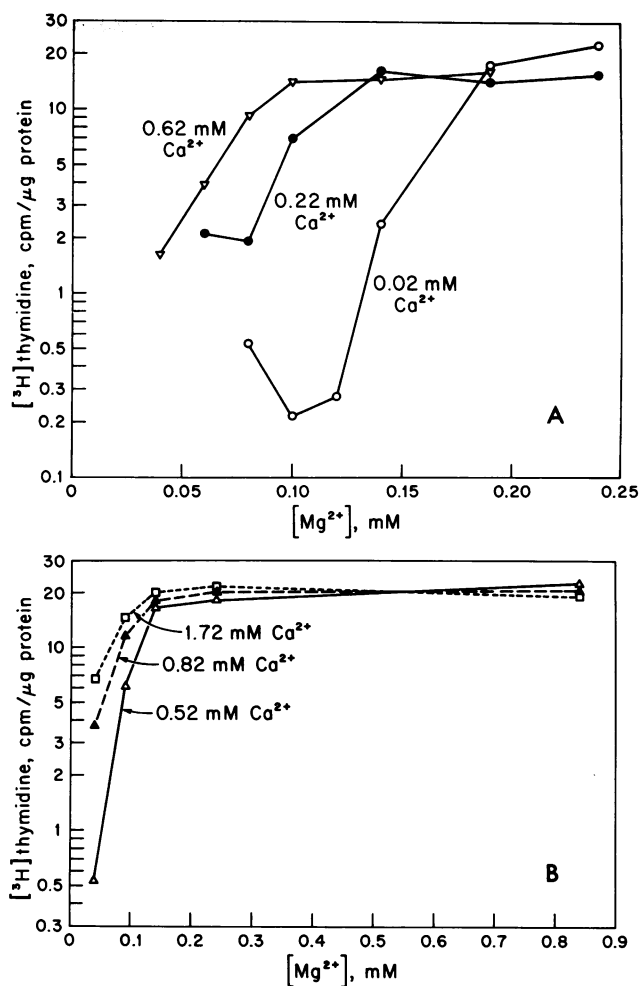 30
20
10
5
3
2
1
0.5
0.3
0.2
0.1
[³H]thymidine, cpm/μg protein
0.62 mM
Ca²⁺
0.22 mM
Ca²⁺
0.02 mM
Ca²⁺
A
0 0.05 0.10 0.15 0.20 0.25
[Mg²⁺], mM
30
20
10
5
3
2
1
0.5
0.3
[³H]thymidine, cpm/μg protein
1.72 mM Ca²⁺
0.82 mM Ca²⁺
0.52 mM Ca²⁺
B
0 0.1 0.2 0.3 0.4 0.5 0.6 0.7 0.8 0.9
[Mg²⁺], mM